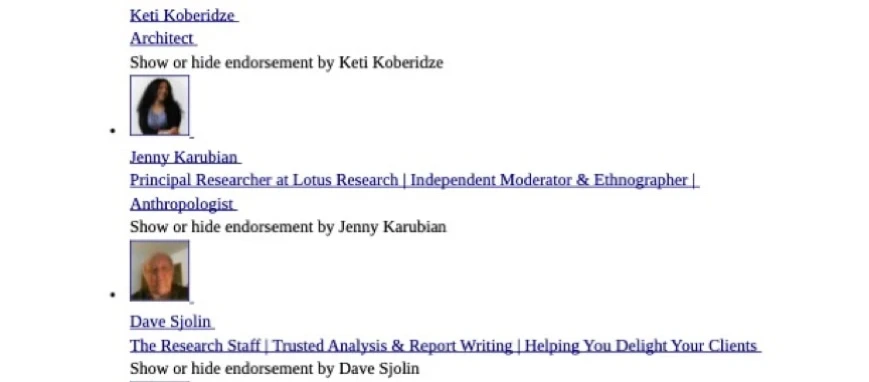 Keti Koberidze
Architect
Show or hide endorsement by Keti Koberidze
Jenny Karubian
Principal Researcher at Lotus Research | Independent Moderator & Ethnographer |
Anthropologist
Show or hide endorsement by Jenny Karubian
Dave Sjolin
The Research Staff | Trusted Analysis & Report Writing | Helping You Delight Your Clients
Show or hide endorsement by Dave Sjolin